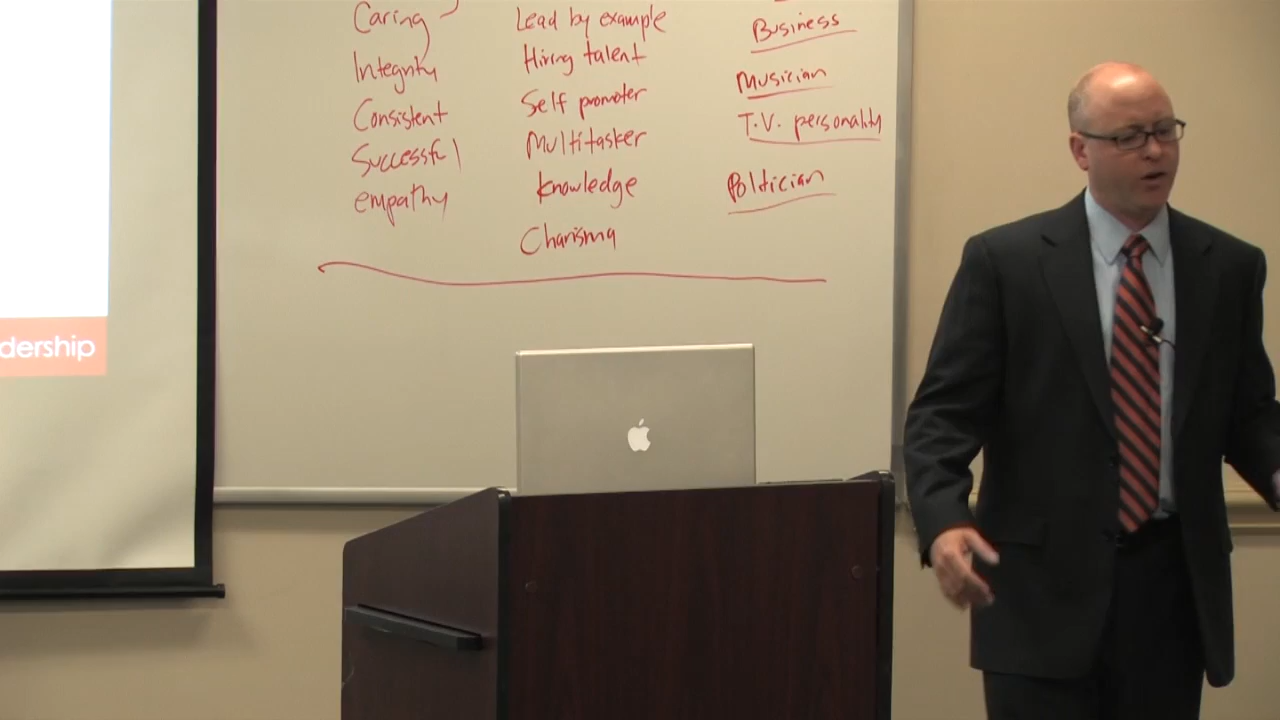 Caring
Integrity
Consistent
Successful
empathy
Lead by example
Hiring talent
Self promoter
Multitasker
knowledge
Charisma
Business
Musician
T.V. personality
Politician
dership